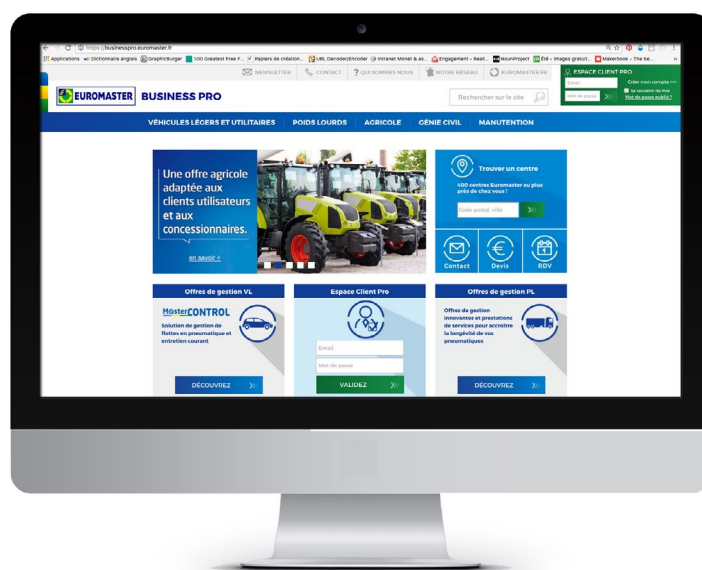 https://businesspro.euromaster.fr
Applications Dictionnaire anglais GraphicBurger 100 Greatest Free F... Papiers de création... URL Decoder/Encoder Intranet Monet & as... Engagement - Reali... NounProject Été - Images gratuit... Makerbook - The be...
NEWSLETTER CONTACT ? QUI SOMMES NOUS NOTRE RÉSEAU EUROMASTER.FR
ESPACE CLIENT PRO
Email Créer mon compte >>
Se souvenir de moi
Mot de passe Mot de passe oublié ?
EUROMASTER BUSINESS PRO
Rechercher sur le site
VÉHICULES LÉGERS ET UTILITAIRES POIDS LOURDS AGRICOLE GÉNIE CIVIL MANUTENTION
Une offre agricole
adaptée aux
clients utilisateurs
et aux
concessionnaires.
en savoir +
Trouver un centre
400 centres Euromaster au plus
près de chez vous !
Code postal, ville
Contact Devis RDV
Offres de gestion VL
MasterCONTROL
Solution de gestion de
flottes en pneumatique et
entretien courant
DÉCOUVREZ
Espace Client Pro
Email
Mot de passe
VALIDEZ
Offres de gestion PL
Offres de gestion
innovantes et prestations
de services pour accroitre
la longévité de vos
pneumatiques
DÉCOUVREZ